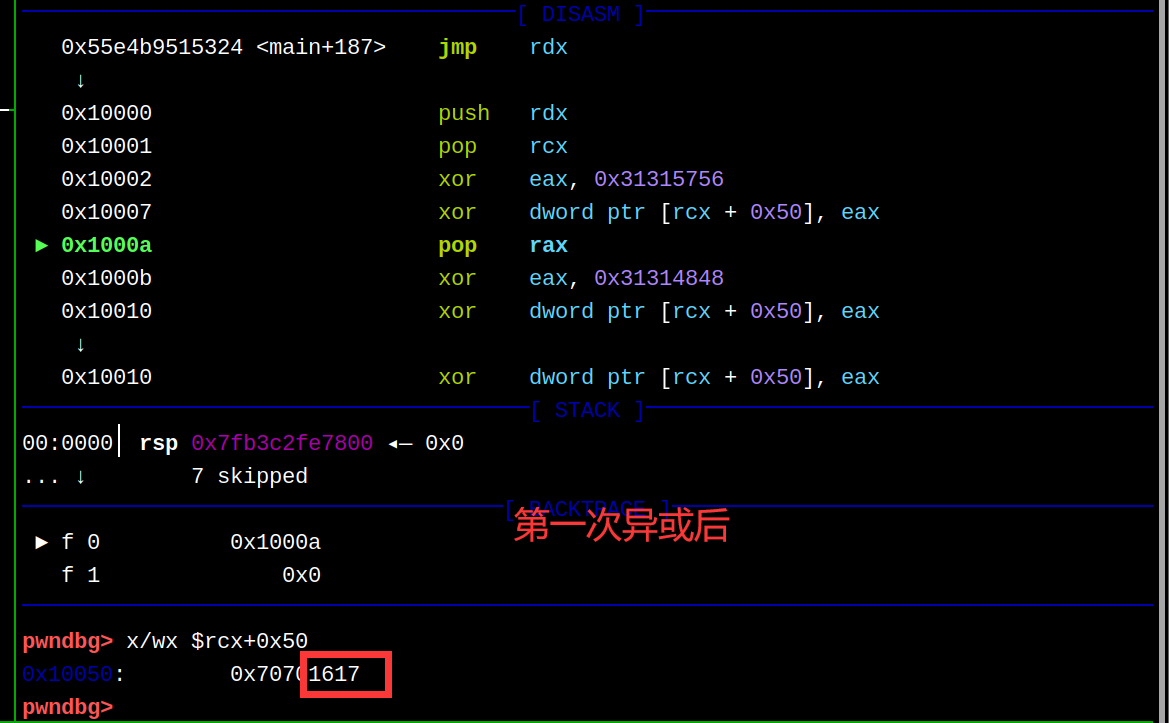 [ DISASM ]
0x55e4b9515324 <main+187> jmp rdx
↓
0x10000 push rdx
0x10001 pop rcx
0x10002 xor eax, 0x31315756
0x10007 xor dword ptr [rcx + 0x50], eax
► 0x1000a pop rax
0x1000b xor eax, 0x31314848
0x10010 xor dword ptr [rcx + 0x50], eax
↓
0x10010 xor dword ptr [rcx + 0x50], eax
[ STACK ]
00:0000│ rsp 0x7fb3c2fe7800 ◂— 0x0
... ↓ 7 skipped
[ BACKTRACE ]
第一次异或后
► f 0 0x1000a
f 1 0x0
pwndbg> x/wx $rcx+0x50
0x10050: 0x70701617
pwndbg>